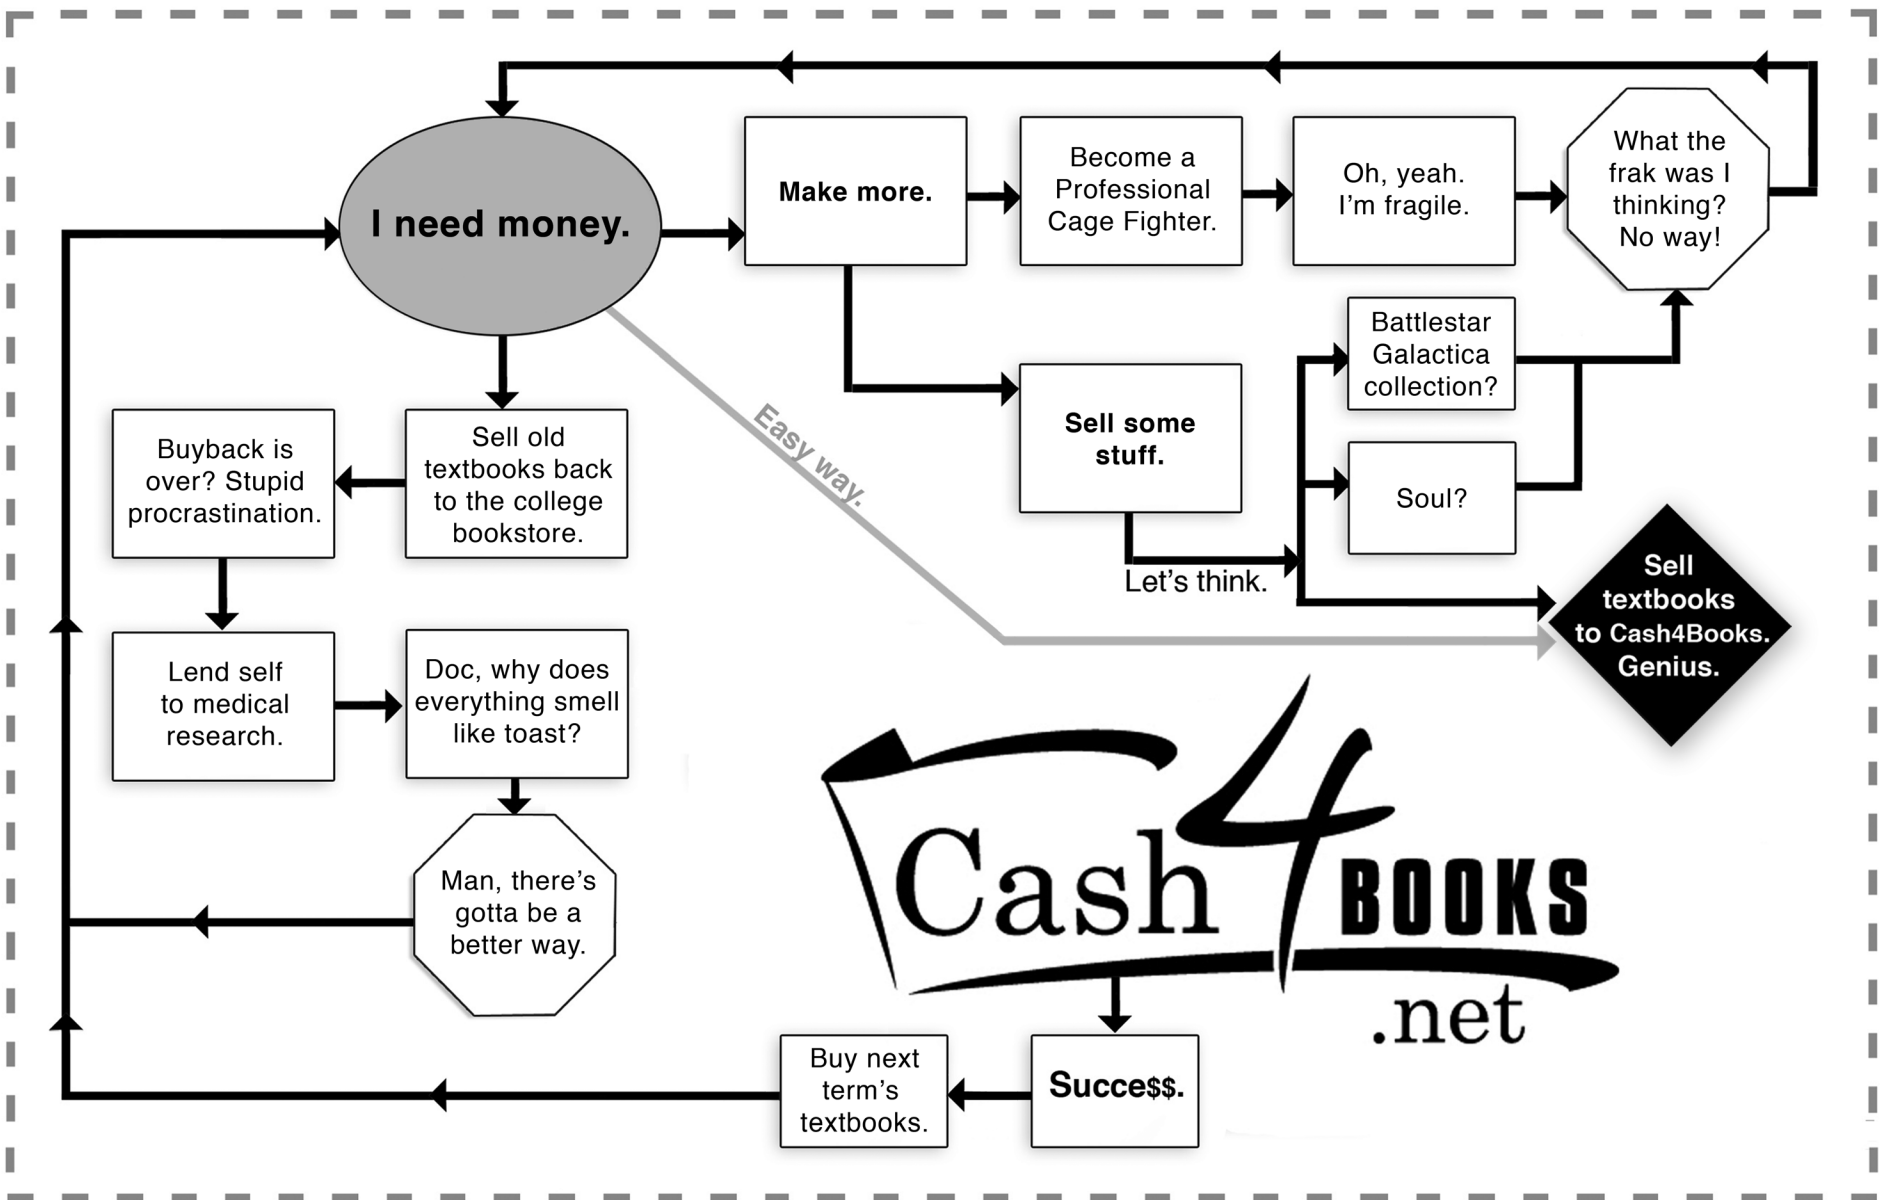 I need money.
Make more.
Become a
Professional
Cage Fighter.
Oh, yeah.
I'm fragile.
What the
frak was I
thinking?
No way!
Battlestar
Galactica
collection?
Sell some
stuff.
Soul?
Let's think.
Easy way.
Sell
textbooks
to Cash4Books.
Genius.
Sell old
textbooks back
to the college
bookstore.
Buyback is
over? Stupid
procrastination.
Lend self
to medical
research.
Doc, why does
everything smell
like toast?
Man, there's
gotta be a
better way.
Cash4BOOKS
.net
Succe$$.
Buy next
term's
textbooks.